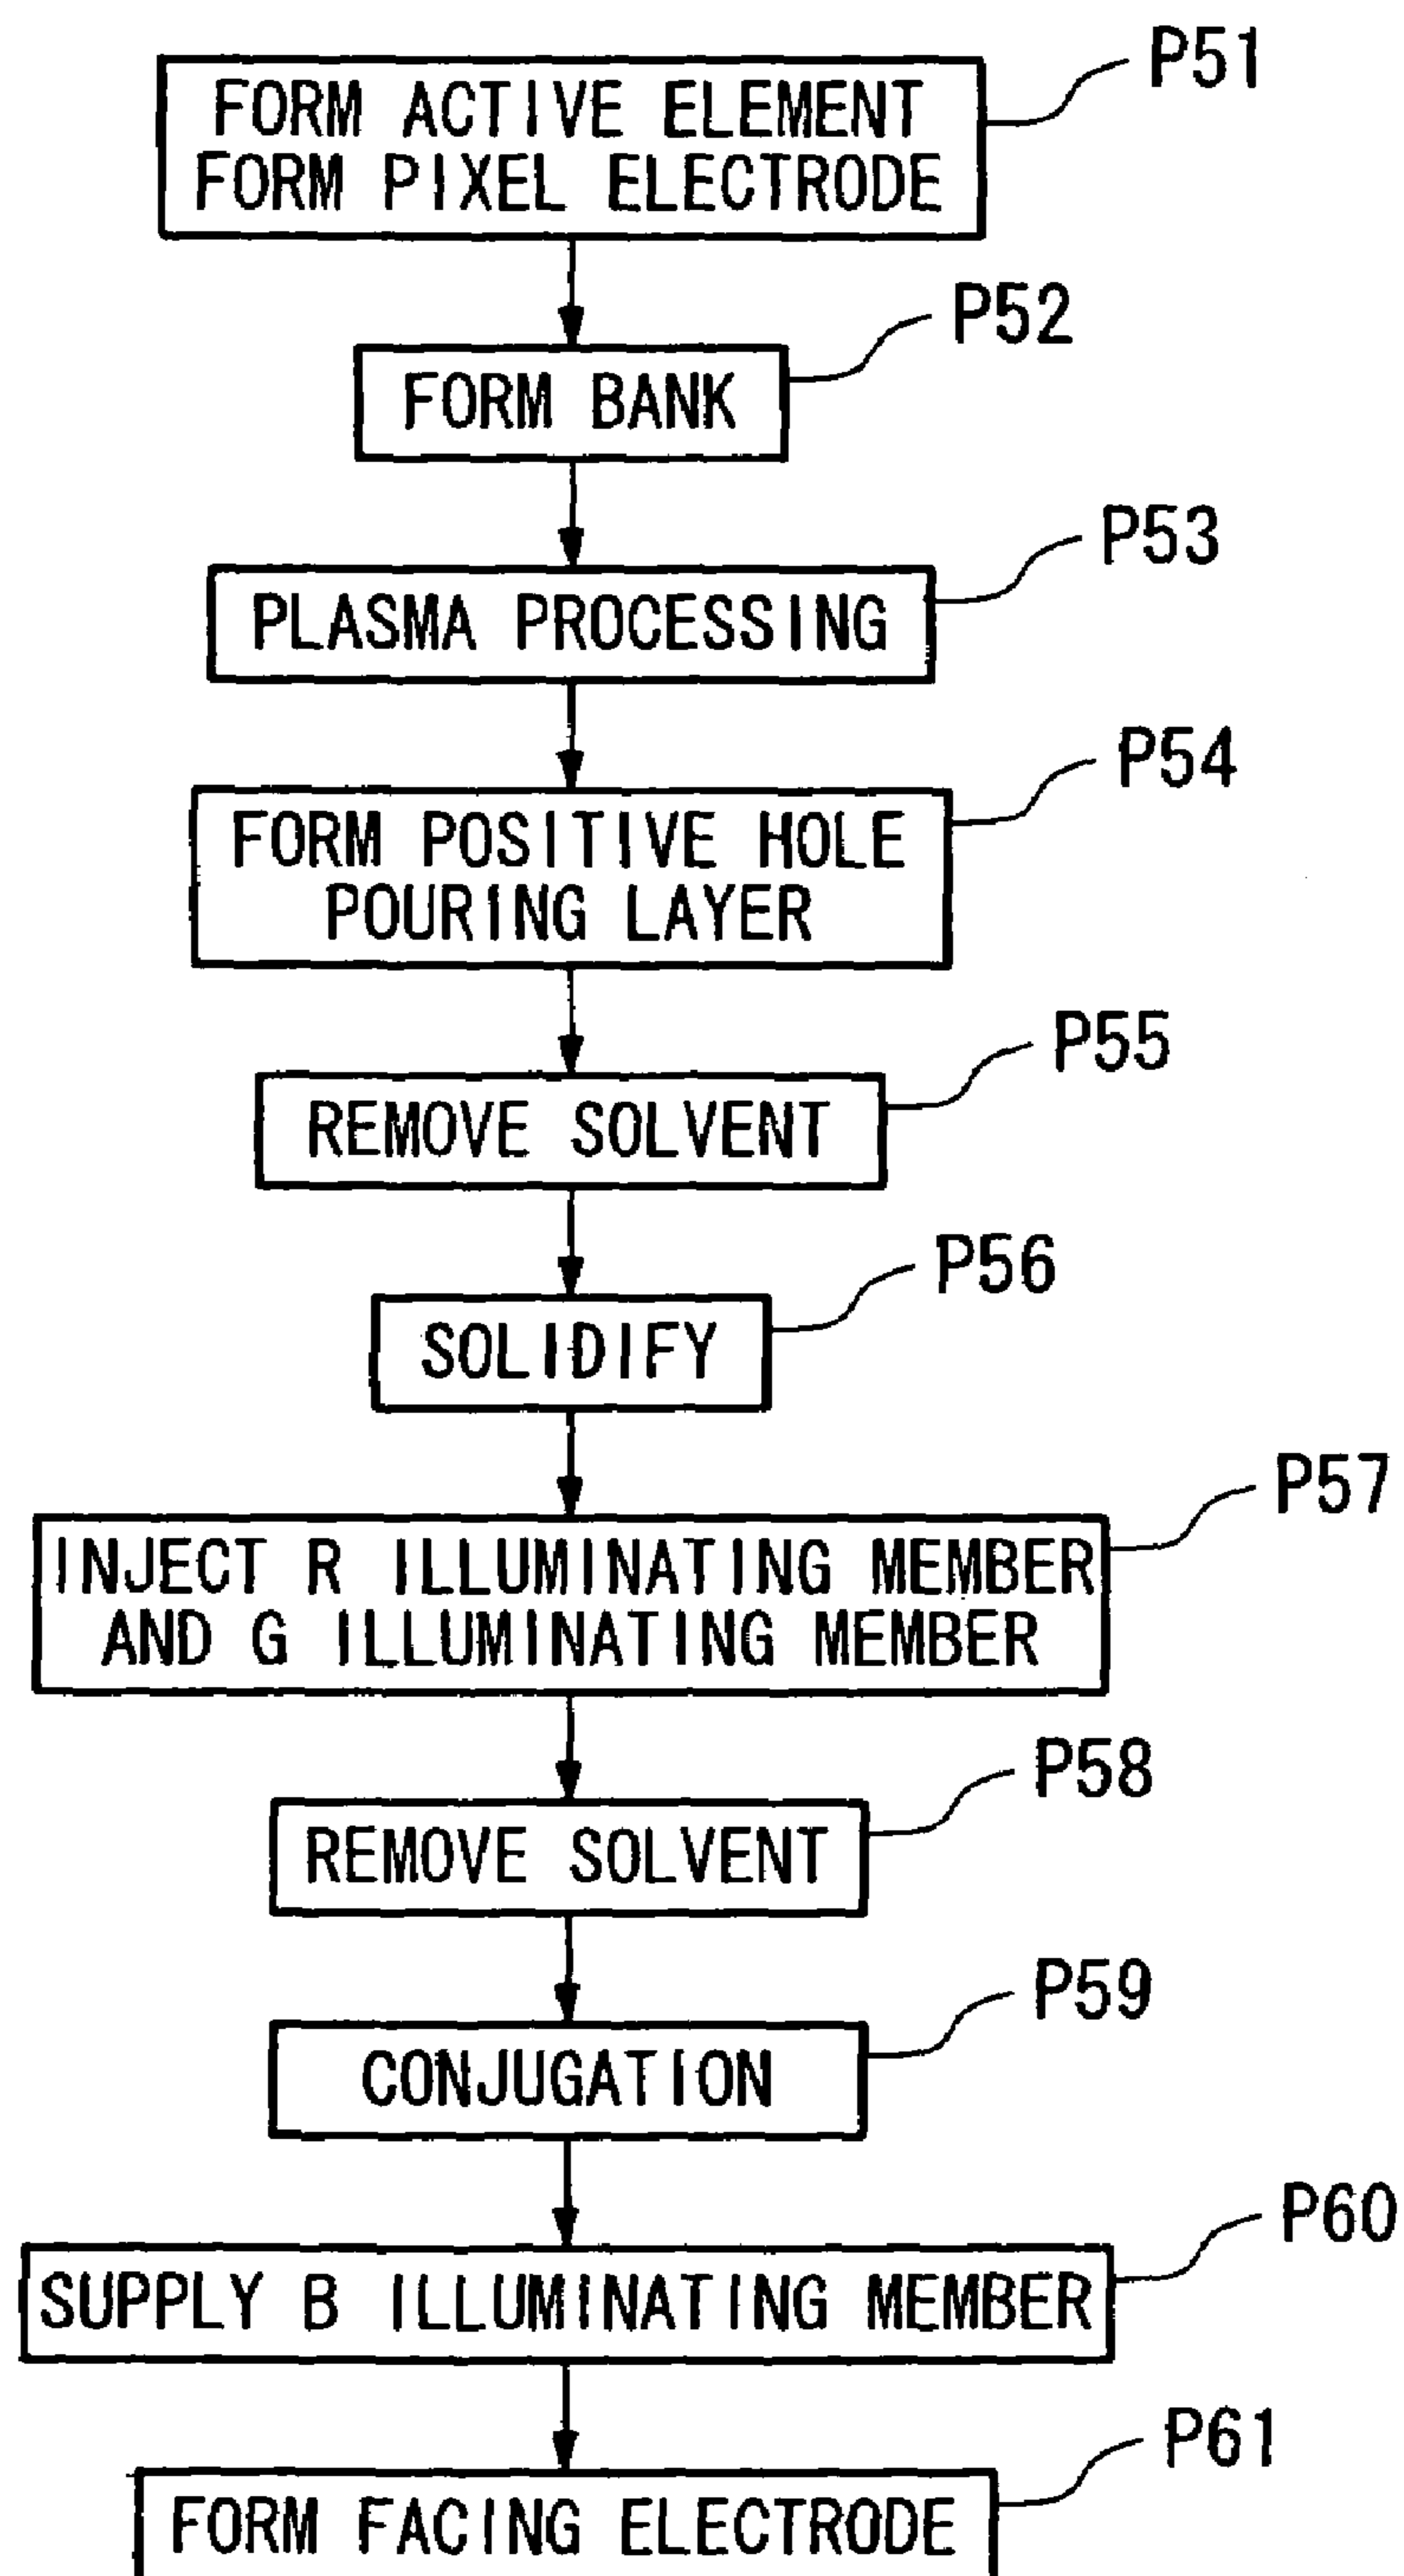 P51
FORM ACTIVE ELEMENT
FORM PIXEL ELECTRODE
P52
FORM BANK
P53
PLASMA PROCESSING
P54
FORM POSITIVE HOLE
POURING LAYER
P55
REMOVE SOLVENT
P56
SOLIDIFY
P57
INJECT R ILLUMINATING MEMBER
AND G ILLUMINATING MEMBER
P58
REMOVE SOLVENT
P59
CONJUGATION
P60
SUPPLY B ILLUMINATING MEMBER
P61
FORM FACING ELECTRODE